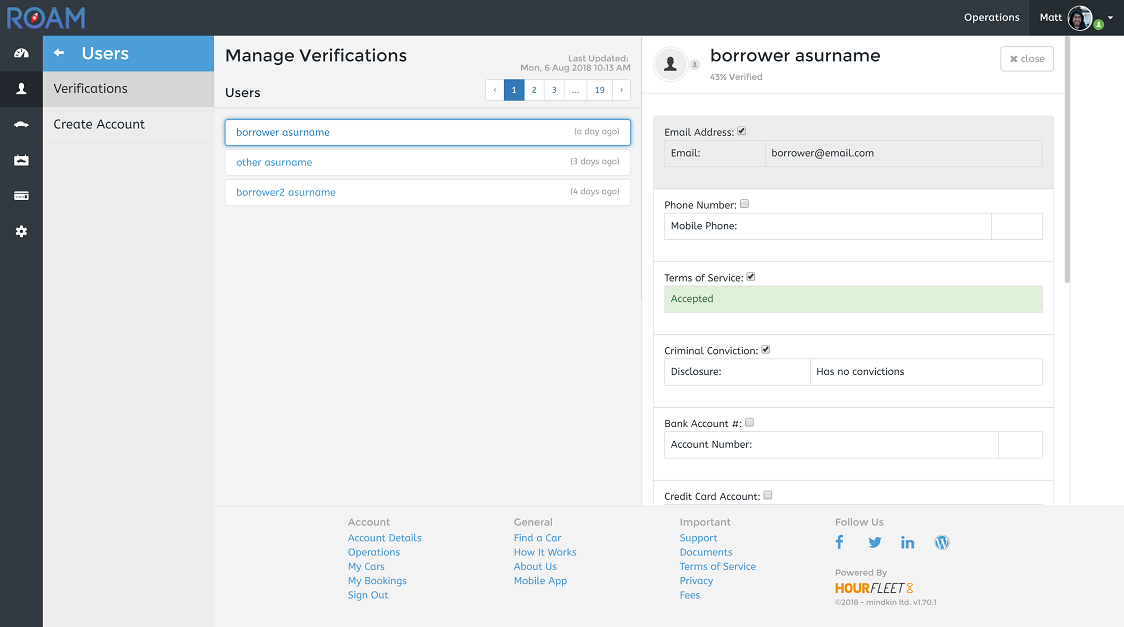 ROAM
Operations
Matt
Users
Verifications
Create Account
Manage Verifications
Last Updated:
Mon, 6 Aug 2018 10:13 AM
Users
‹ 1 2 3 ... 19 ›
borrower asurname (a day ago)
other asurname (3 days ago)
borrower2 asurname (4 days ago)
borrower asurname
43% Verified
✖ close
Email Address:
Email: borrower@email.com
Phone Number:
Mobile Phone:
Terms of Service:
Accepted
Criminal Conviction:
Disclosure: Has no convictions
Bank Account #:
Account Number:
Credit Card Account:
Account
Account Details
Operations
My Cars
My Bookings
Sign Out
General
Find a Car
How It Works
About Us
Mobile App
Important
Support
Documents
Terms of Service
Privacy
Fees
Follow Us
Powered By
HOURFLEET
©2018 - mindkin ltd. v1.70.1